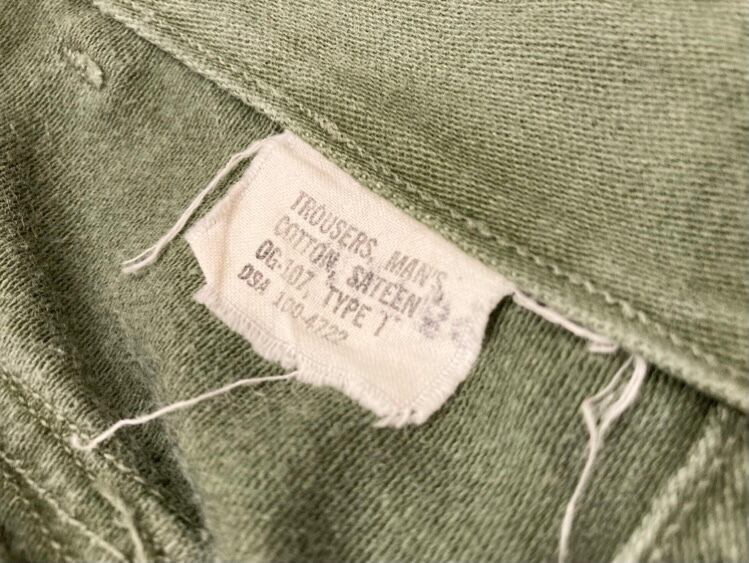 TROUSERS, MAN'S,
COTTON, SATEEN
OG-107, TYPE I
DSA 100-4722